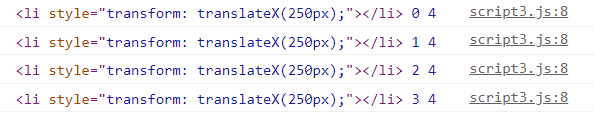 <li style="transform: translateX(250px);"></li> 0 4 script3.js:8
<li style="transform: translateX(250px);"></li> 1 4 script3.js:8
<li style="transform: translateX(250px);"></li> 2 4 script3.js:8
<li style="transform: translateX(250px);"></li> 3 4 script3.js:8